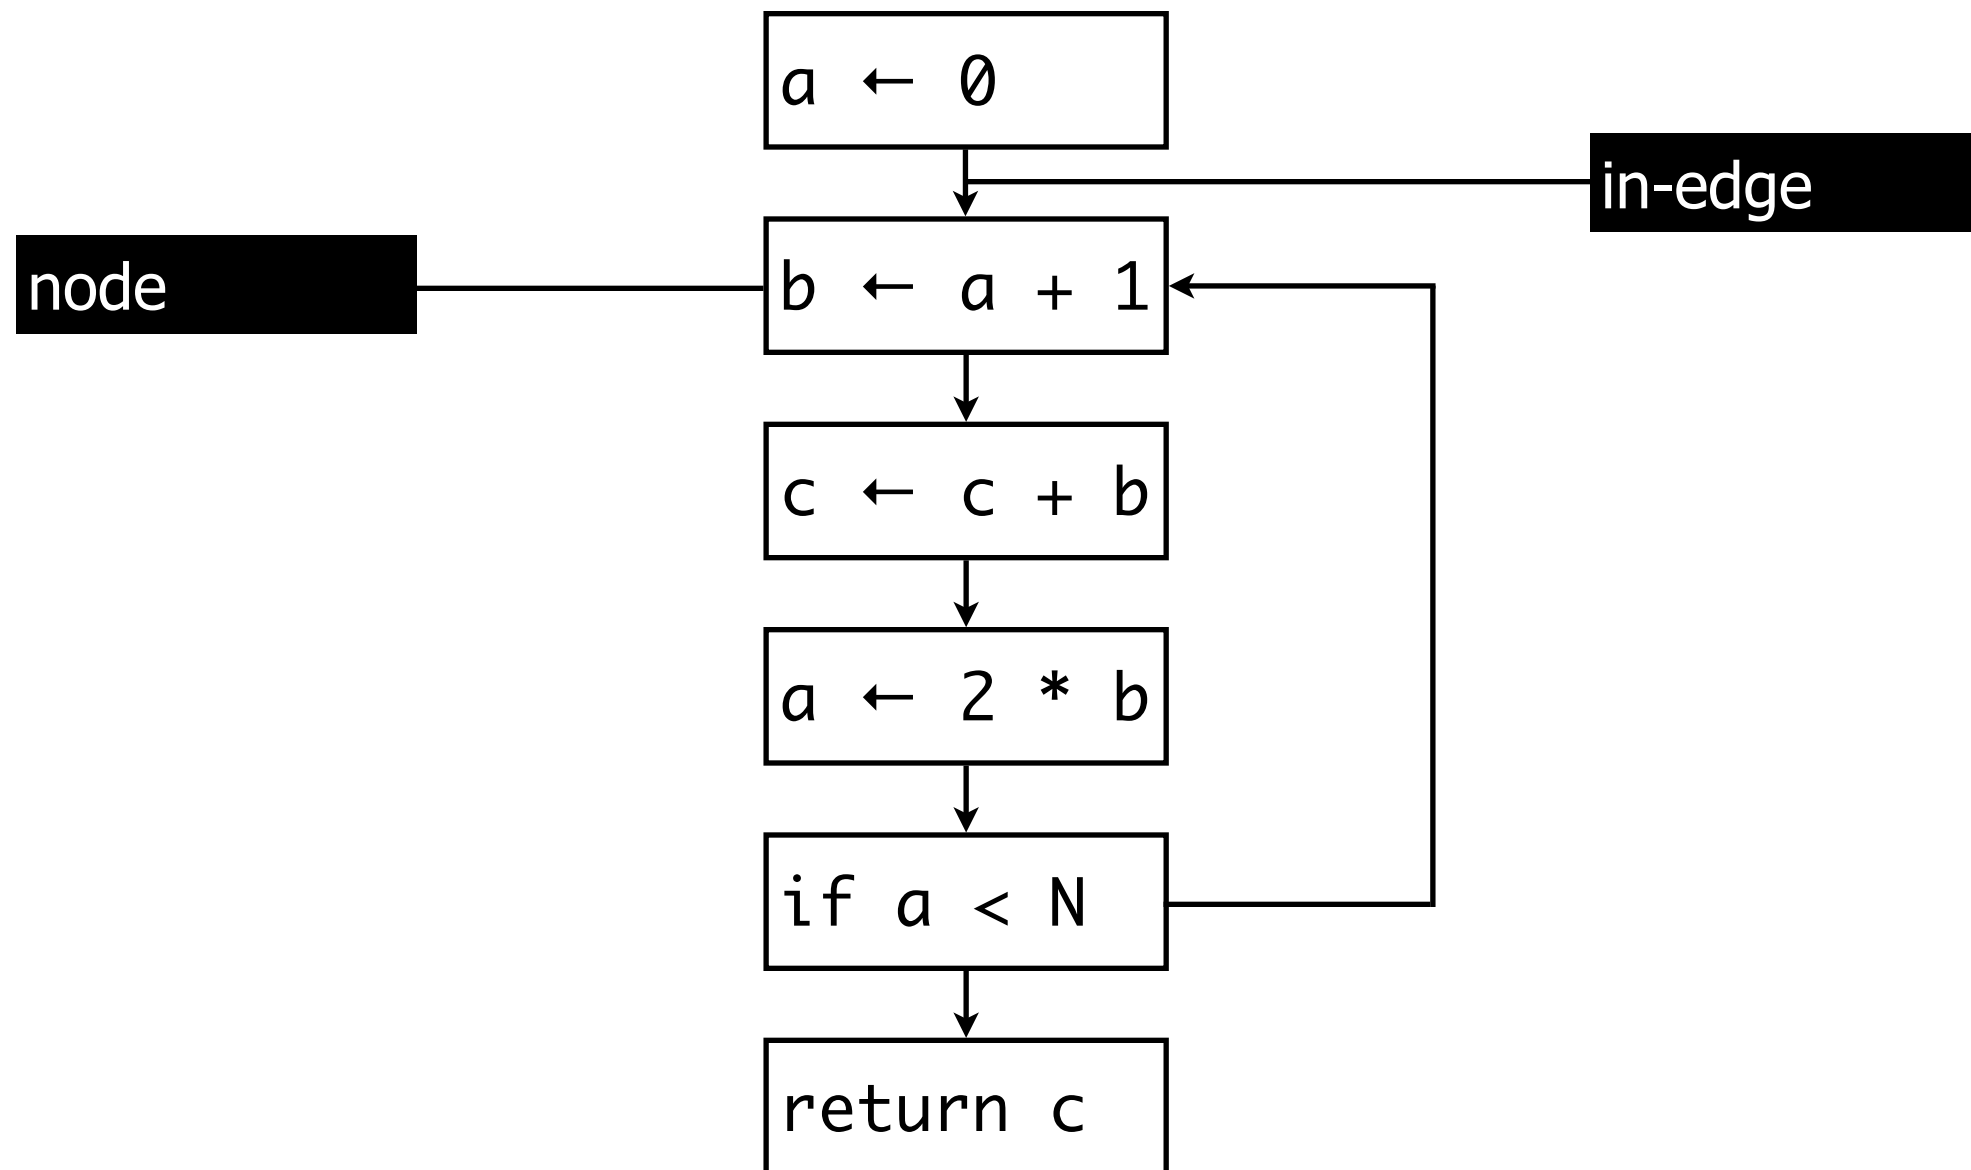 a ← 0
in-edge
node
b ← a + 1
c ← c + b
a ← 2 * b
if a < N
return c